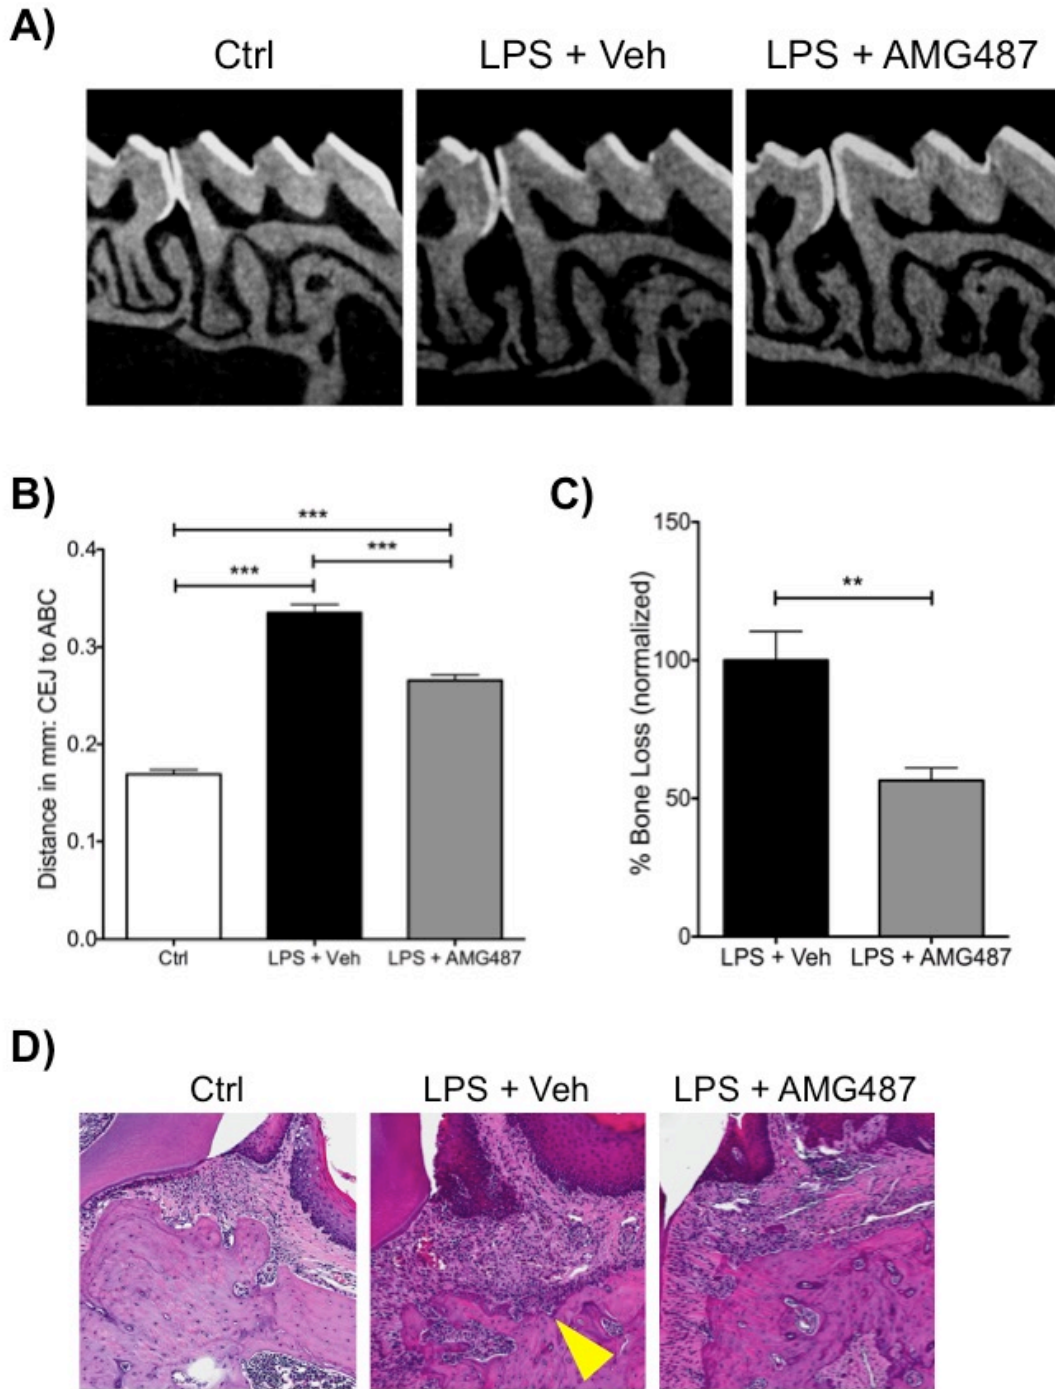 A)
Ctrl
LPS + Veh
LPS + AMG487
B)
Distance in mm: CEJ to ABC
0.4
0.3
0.2
0.1
0.0
***
***
***
Ctrl
LPS + Veh
LPS + AMG487
C)
% Bone Loss (normalized)
150
100
50
0
**
LPS + Veh
LPS + AMG487
D)
Ctrl
LPS + Veh
LPS + AMG487